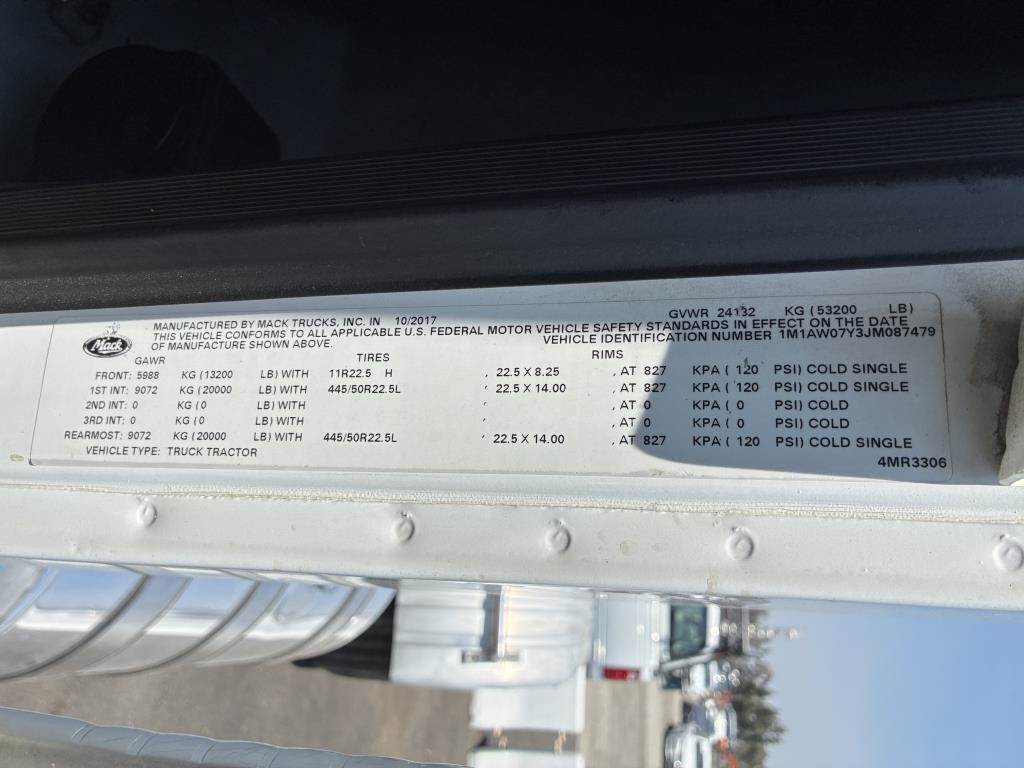 Mack
MANUFACTURED BY MACK TRUCKS, INC. IN 10/2017 GVWR 24132 KG (53200 LB)
THIS VEHICLE CONFORMS TO ALL APPLICABLE U.S. FEDERAL MOTOR VEHICLE SAFETY STANDARDS IN EFFECT ON THE DATE
OF MANUFACTURE SHOWN ABOVE. VEHICLE IDENTIFICATION NUMBER 1M1AW07Y3JM087479
GAWR TIRES RIMS
FRONT: 5988 KG (13200 LB) WITH 11R22.5 H , 22.5 X 8.25 , AT 827 KPA ( 120 PSI) COLD SINGLE
1ST INT: 9072 KG (20000 LB) WITH 445/50R22.5L , 22.5 X 14.00 , AT 827 KPA ( 120 PSI) COLD SINGLE
2ND INT: 0 KG (0 LB) WITH , , AT 0 KPA ( 0 PSI) COLD
3RD INT: 0 KG (0 LB) WITH , , AT 0 KPA ( 0 PSI) COLD
REARMOST: 9072 KG (20000 LB) WITH 445/50R22.5L , 22.5 X 14.00 , AT 827 KPA ( 120 PSI) COLD SINGLE
VEHICLE TYPE: TRUCK TRACTOR
4MR3306